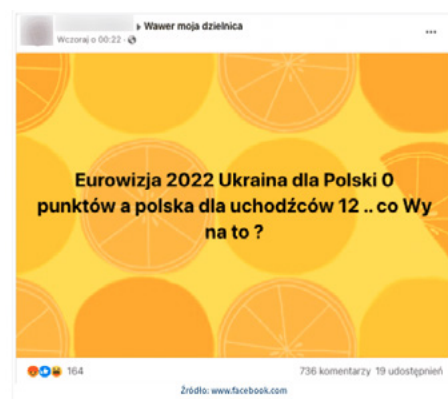 ▸ Wawer moja dzielnica
Wczoraj o 00:22 ·
Eurowizja 2022 Ukraina dla Polski 0
punktów a polska dla uchodźców 12 .. co Wy
na to ?
164
736 komentarzy 19 udostępnień
Źródło: www.facebook.com